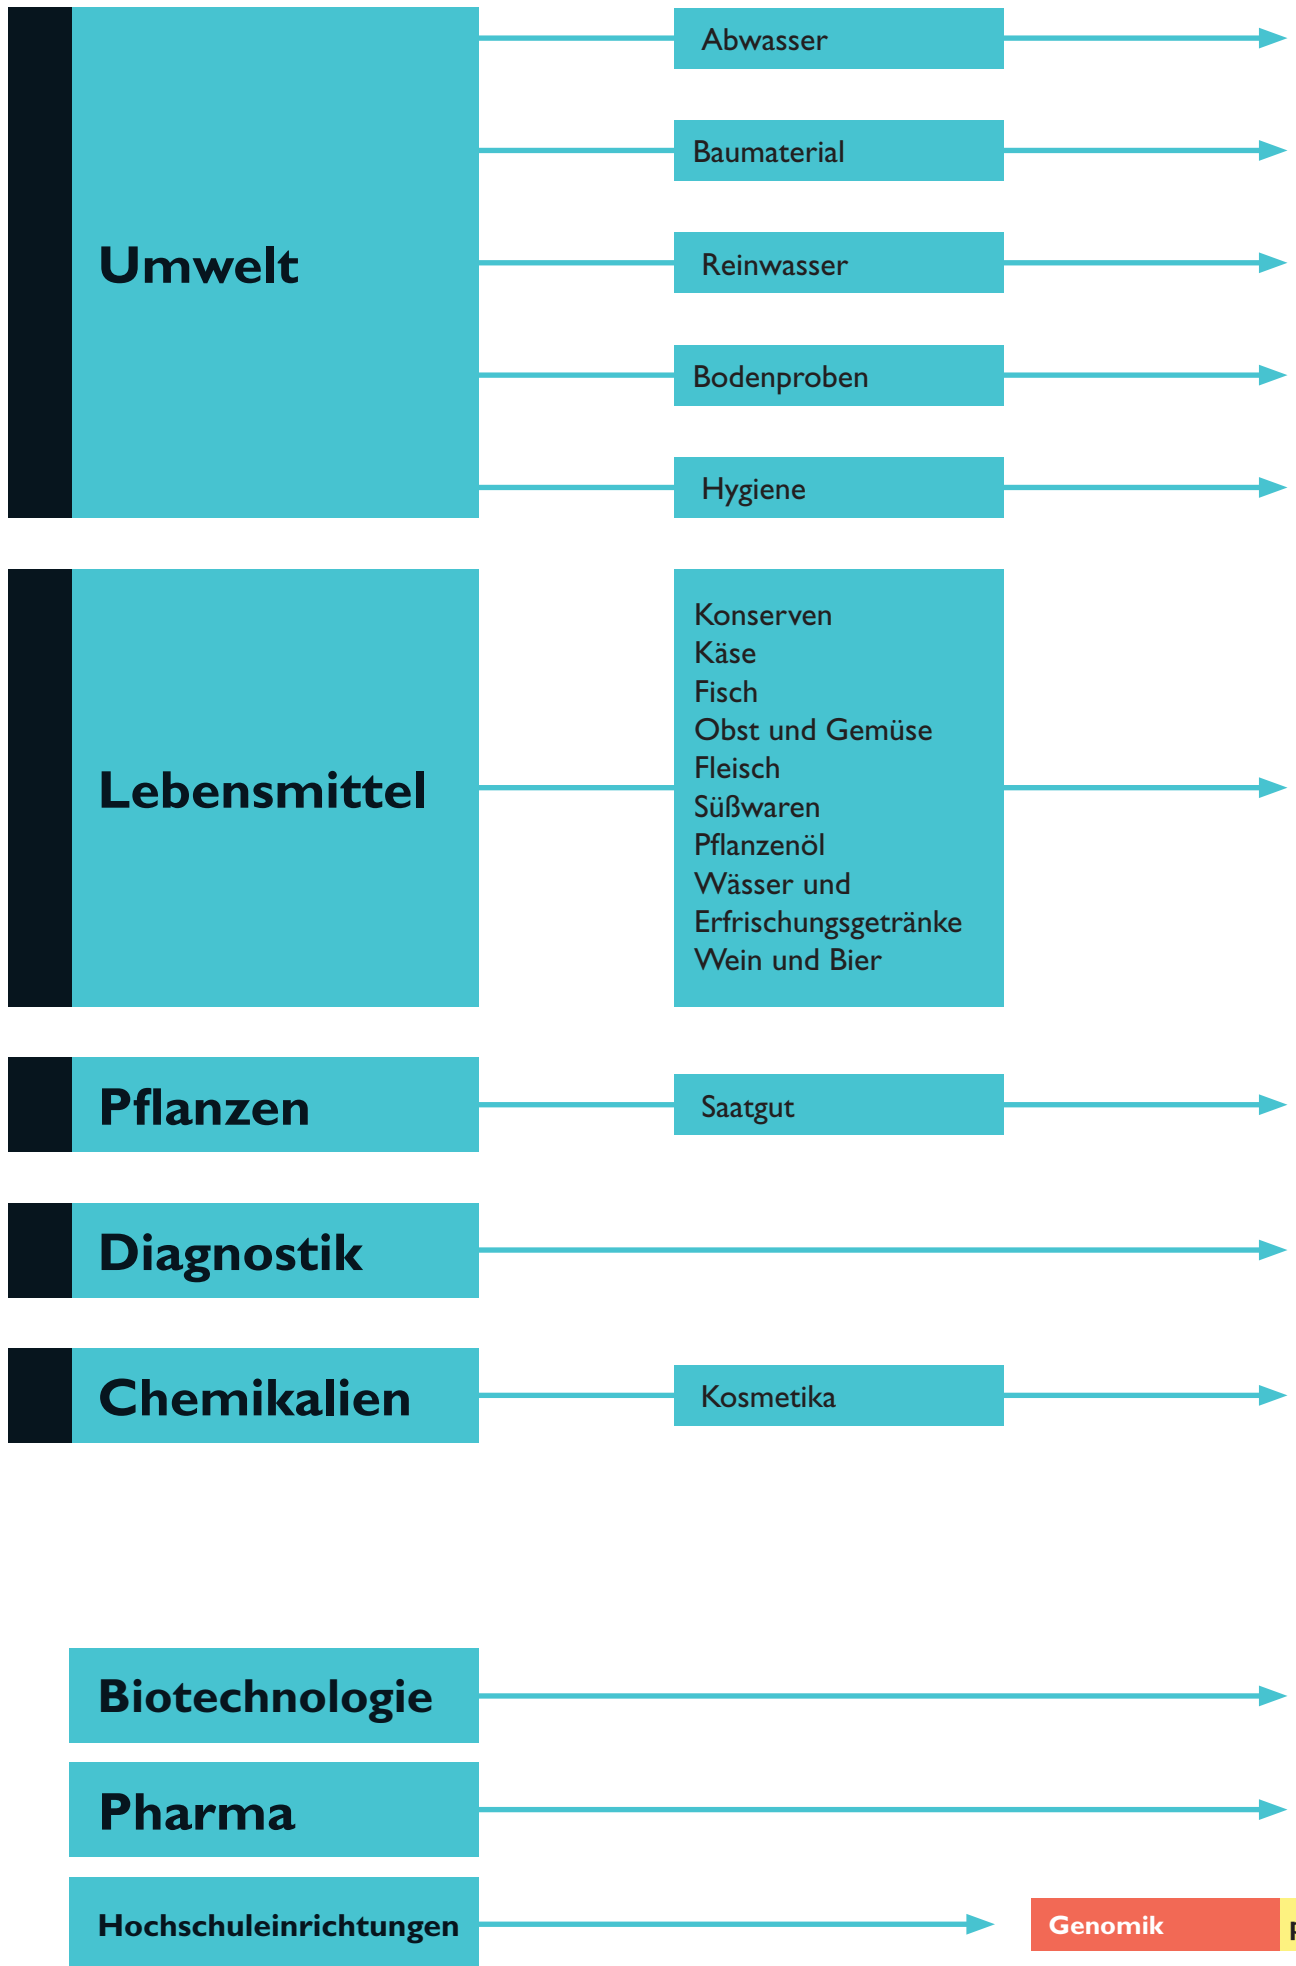 Umwelt
Abwasser
Baumaterial
Reinwasser
Bodenproben
Hygiene
Lebensmittel
Konserven
Käse
Fisch
Obst und Gemüse
Fleisch
Süßwaren
Pflanzenöl
Wässer und
Erfrischungsgetränke
Wein und Bier
Pflanzen
Saatgut
Diagnostik
Chemikalien
Kosmetika
Biotechnologie
Pharma
Hochschuleinrichtungen
Genomik